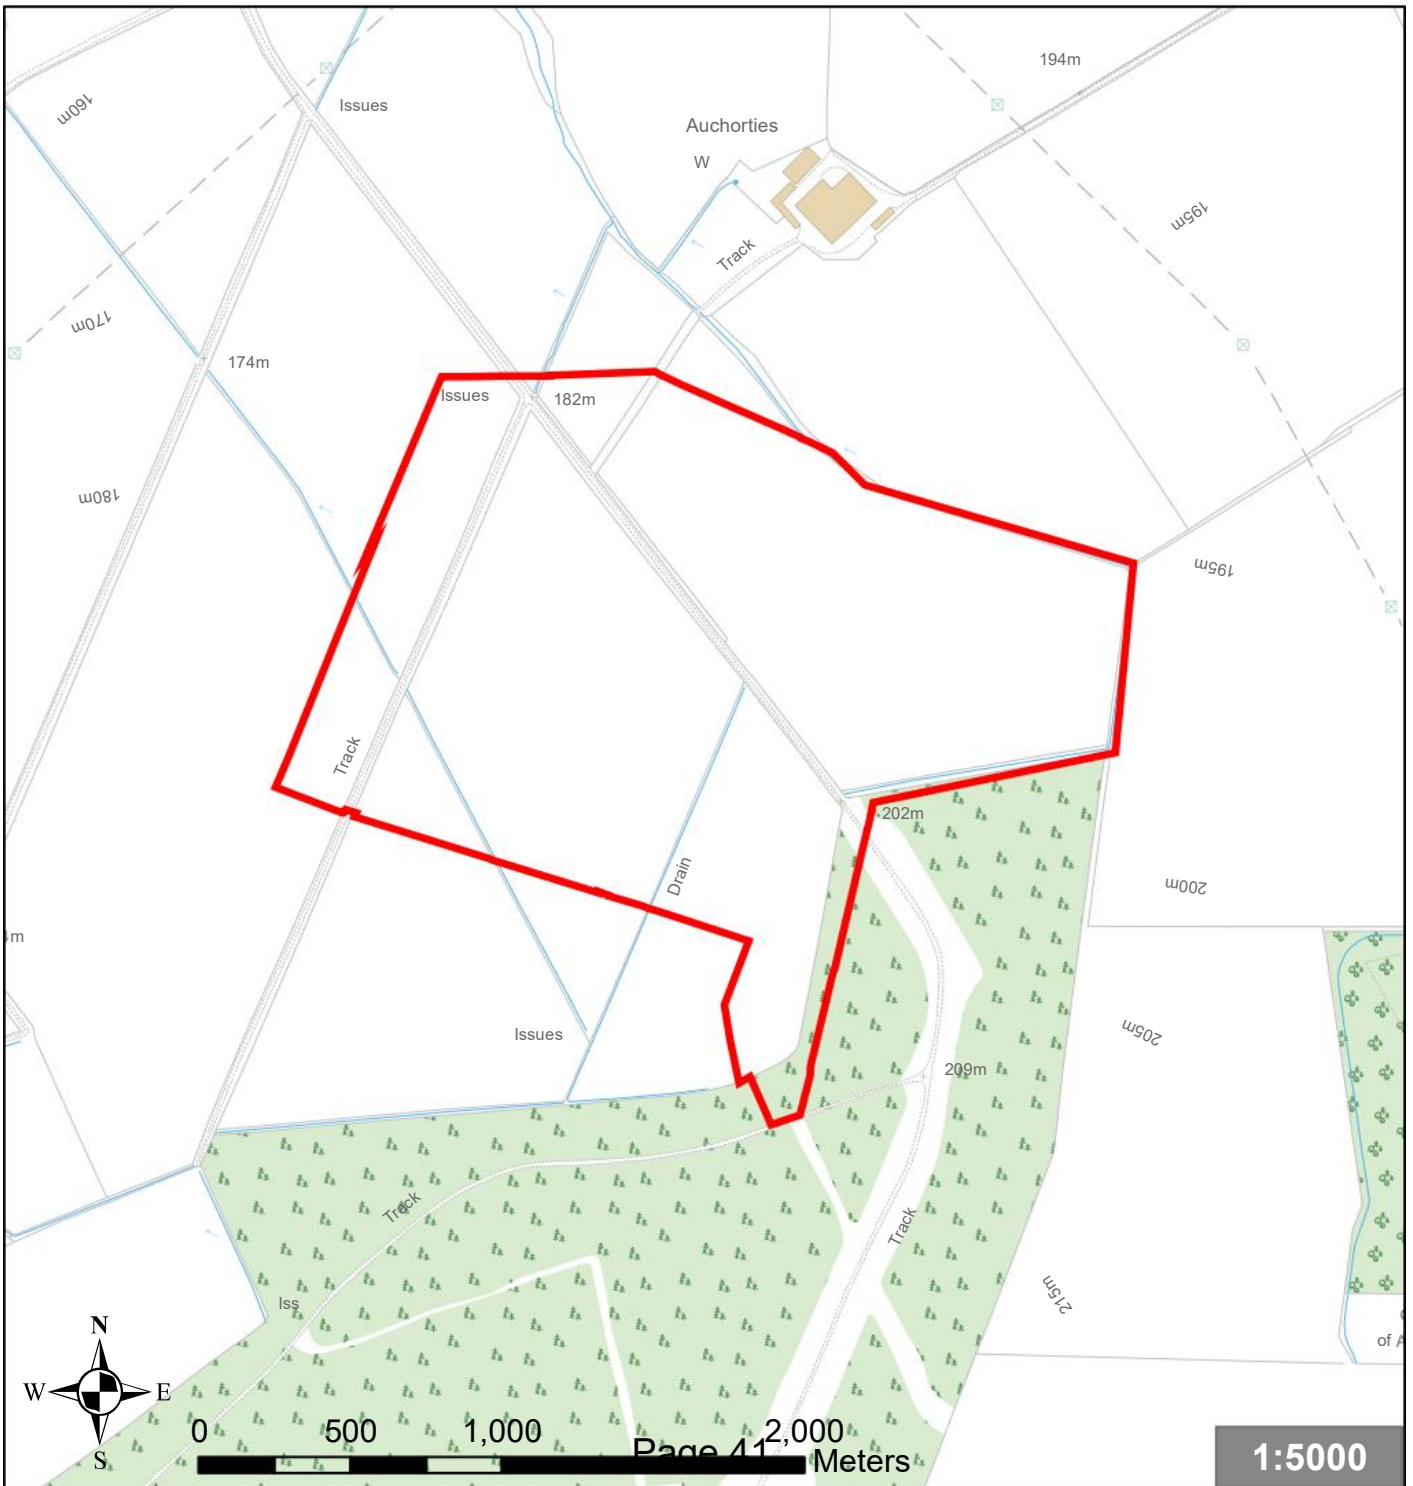 194m
160m
Issues
Auchorties
W
195m
Track
170m
174m
Issues
182m
180m
195m
Track
202m
Drain
200m
m
Issues
205m
209m
Track
Track
215m
Iss
of A
N
W E
S
0 500 1,000 2,000
Page 41
Meters
1:5000